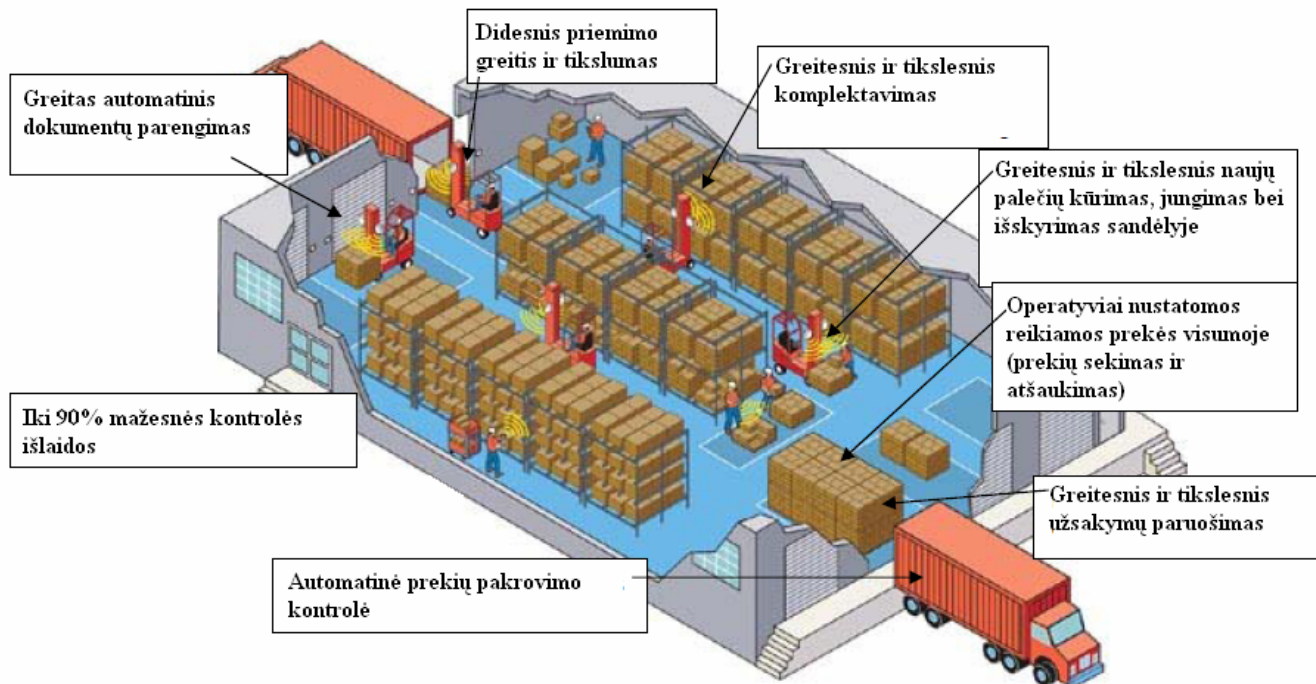 Didesnis priemimo
greitis ir tikslumas
Greitesnis ir tikslesnis
komplektavimas
Greitas automatinis
dokumentų parengimas
Greitesnis ir tikslesnis naujų
palečių kūrimas, jungimas bei
išskyrimas sandėlyje
Operatyviai nustatomos
reikiamos prekės visumoje
(prekių sekimas ir
atšaukimas)
Iki 90% mažesnės kontrolės
išlaidos
Greitesnis ir tikslesnis
užsakymų paruošimas
Automatinė prekių pakrovimo
kontrolė